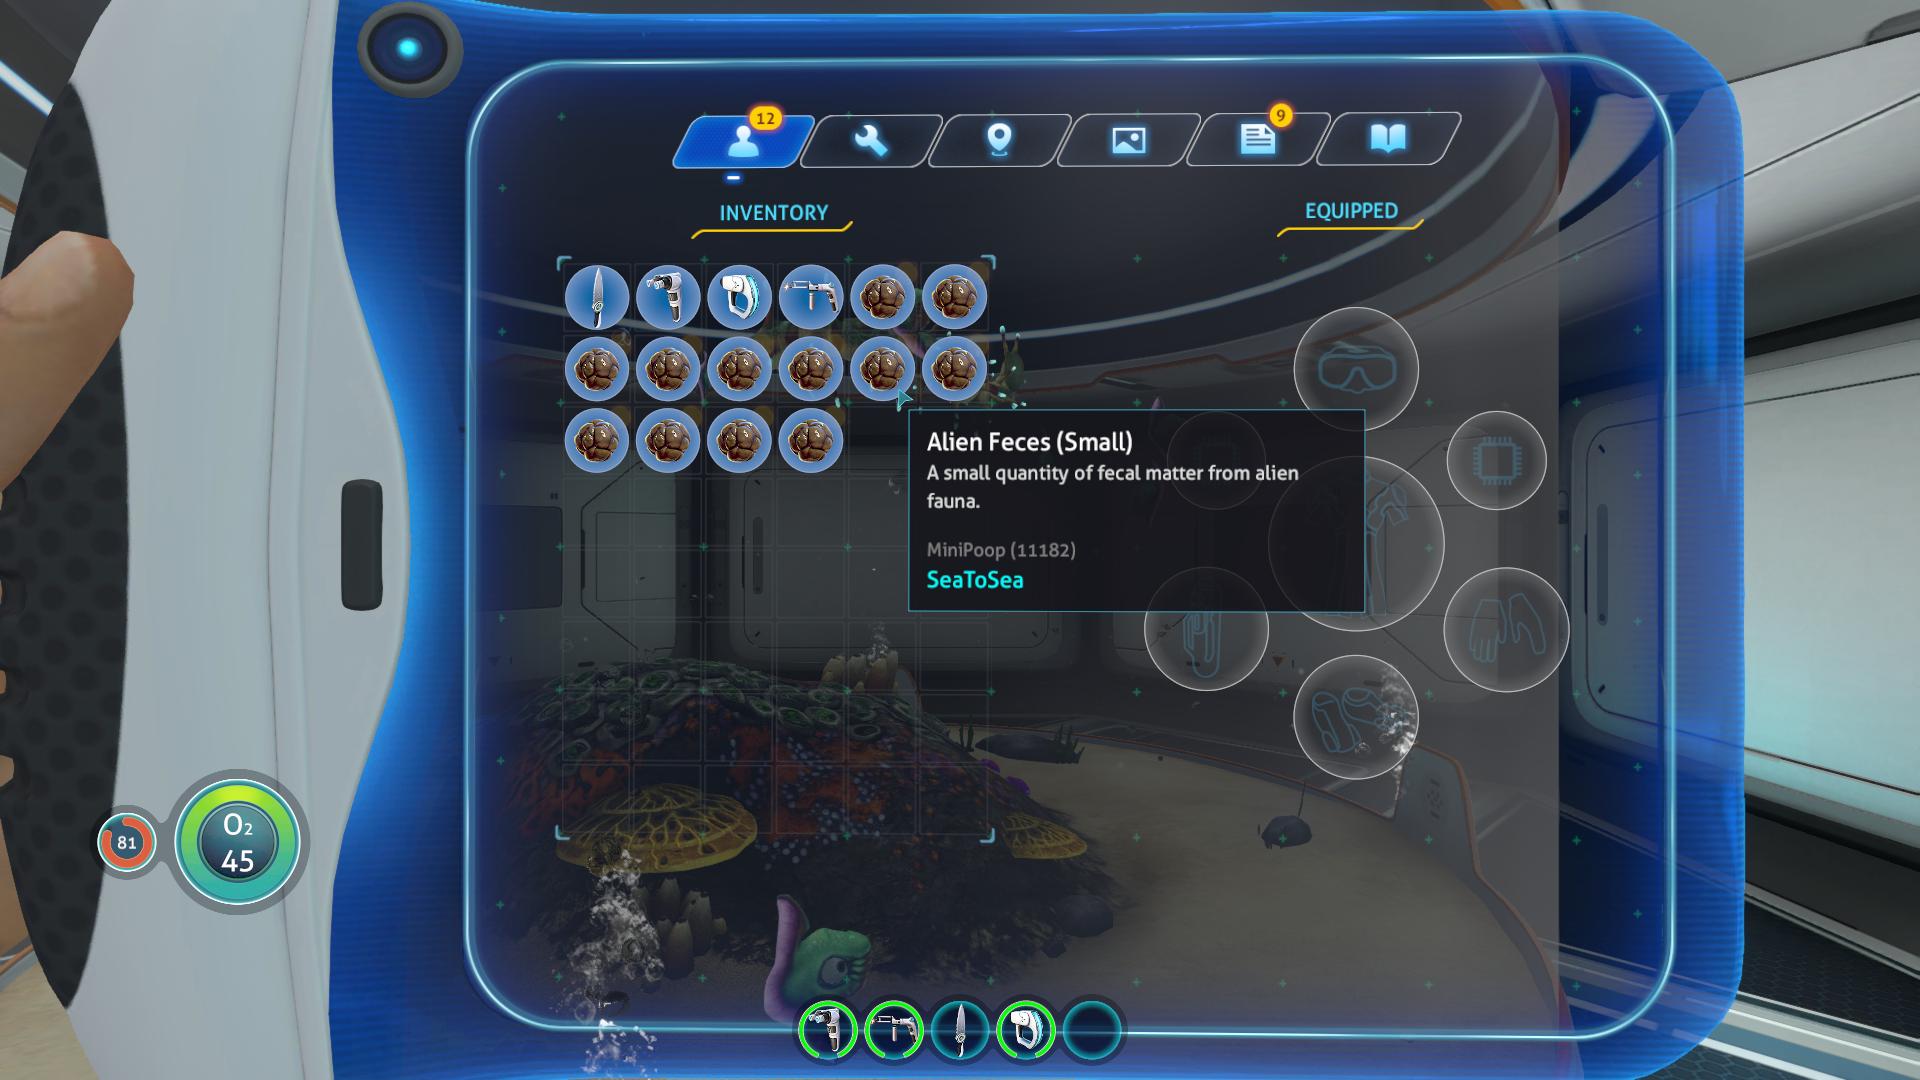 12
9
INVENTORY
EQUIPPED
Alien Feces (Small)
A small quantity of fecal matter from alien
fauna.
MiniPoop (11182)
SeaToSea
81
O₂
45